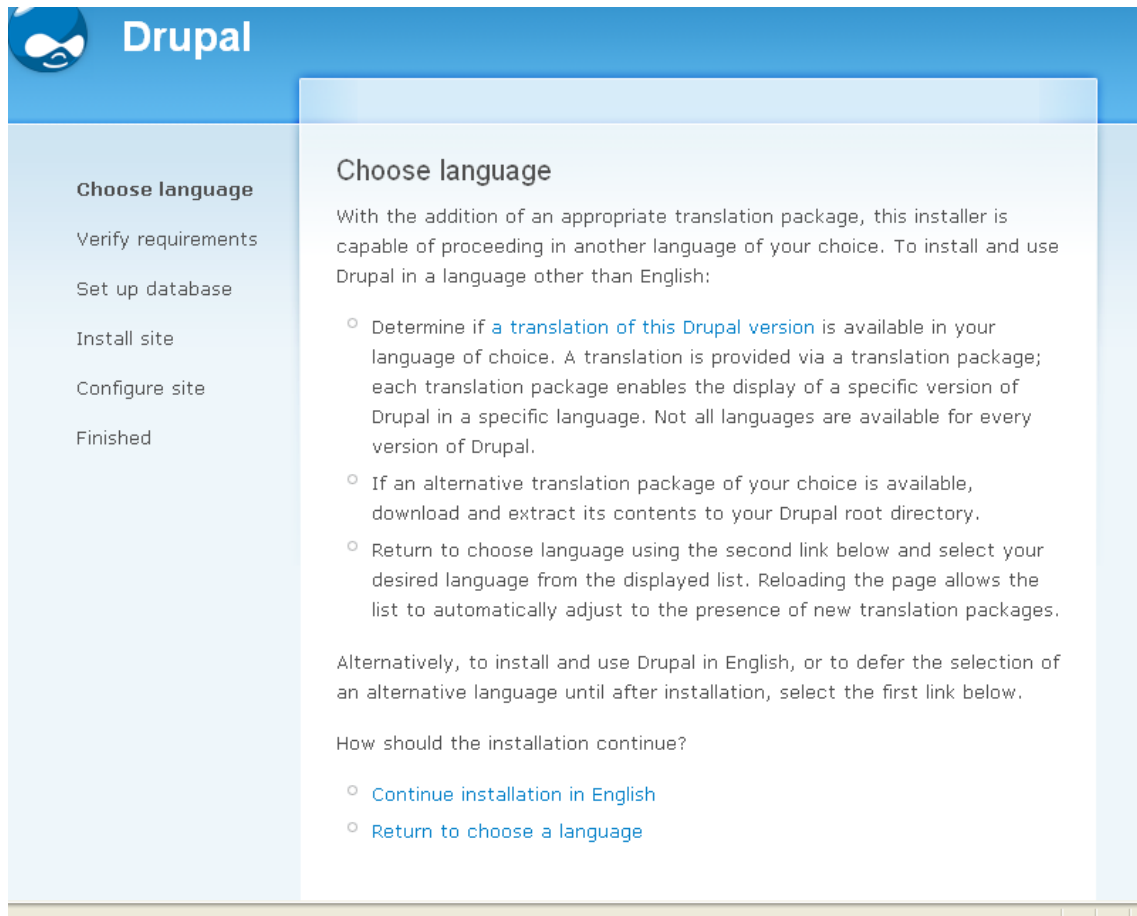 Drupal
Choose language
Verify requirements
Set up database
Install site
Configure site
Finished
Choose language
With the addition of an appropriate translation package, this installer is
capable of proceeding in another language of your choice. To install and use
Drupal in a language other than English:
Determine if a translation of this Drupal version is available in your
language of choice. A translation is provided via a translation package;
each translation package enables the display of a specific version of
Drupal in a specific language. Not all languages are available for every
version of Drupal.
If an alternative translation package of your choice is available,
download and extract its contents to your Drupal root directory.
Return to choose language using the second link below and select your
desired language from the displayed list. Reloading the page allows the
list to automatically adjust to the presence of new translation packages.
Alternatively, to install and use Drupal in English, or to defer the selection of
an alternative language until after installation, select the first link below.
How should the installation continue?
Continue installation in English
Return to choose a language